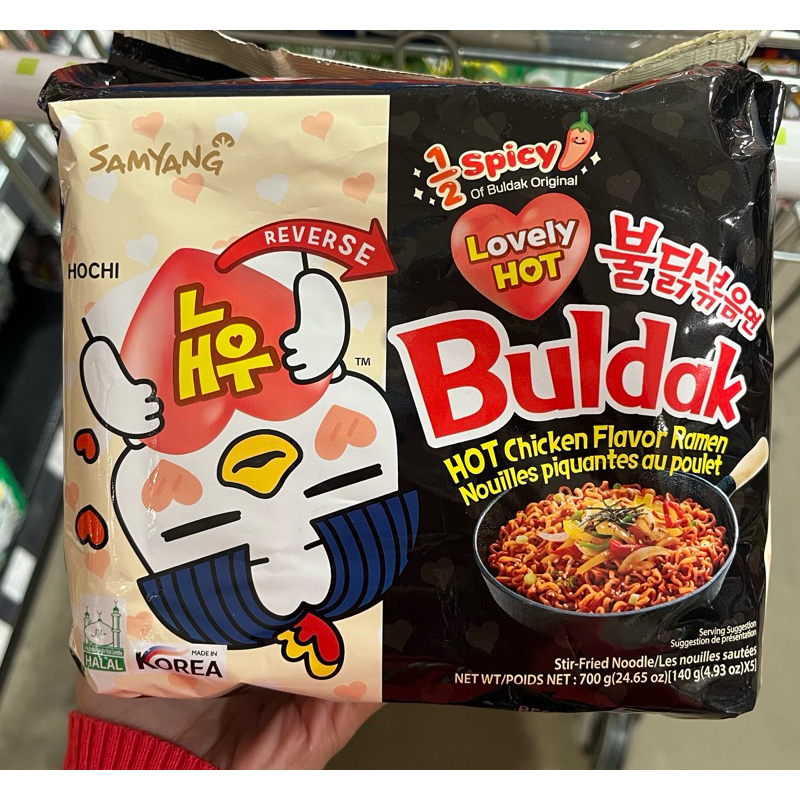 SAMYANG
HOCHI
REVERSE
TM
HALAL
MADE IN
KOREA
1/2 Spicy
Of Buldak Original
Lovely
HOT
불닭볶음면
Buldak
HOT Chicken Flavor Ramen
Nouilles piquantes au poulet
Serving Suggestion
Suggestion de présentation
Stir-Fried Noodle/Les nouilles sautées
NET WT/POIDS NET : 700 g(24.65 oz)[140 g(4.93 oz)X5]